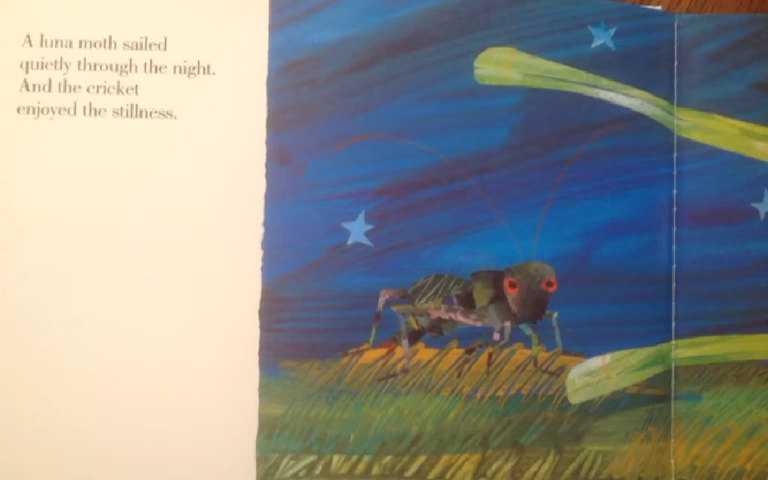 A luna moth sailed
quietly through the night.
And the cricket
enjoyed the stillness.